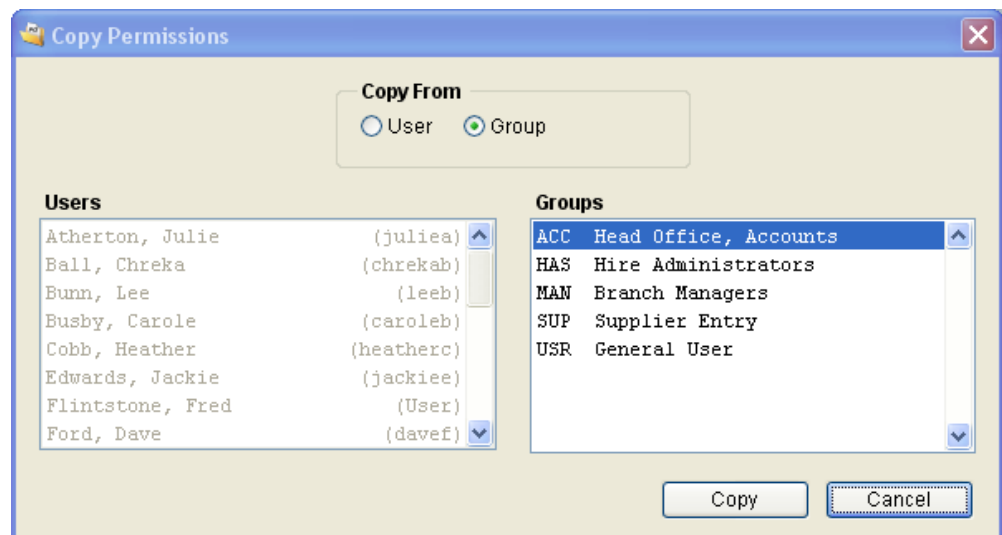 Copy Permissions
Copy From
User Group
Users
Atherton, Julie (juliea)
Ball, Chreka (chrekab)
Bunn, Lee (leeb)
Busby, Carole (caroleb)
Cobb, Heather (heatherc)
Edwards, Jackie (jackiee)
Flintstone, Fred (User)
Ford, Dave (davef)
Groups
ACC Head Office, Accounts
HAS Hire Administrators
MAN Branch Managers
SUP Supplier Entry
USR General User
Copy Cancel